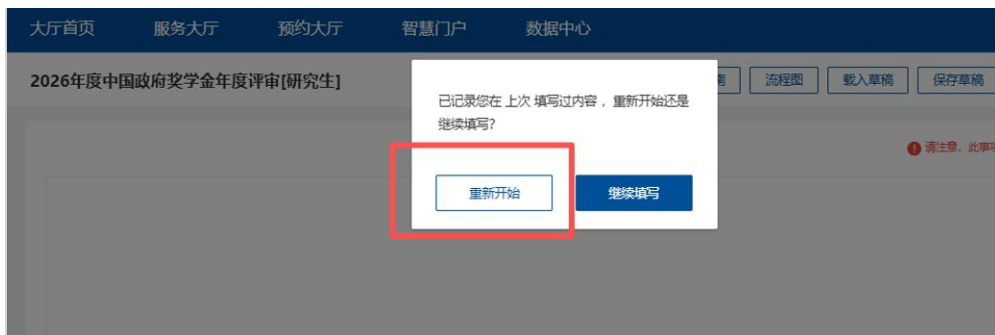 大厅首页 服务大厅 预约大厅 智慧门户 数据中心
2026年度中国政府奖学金年度评审[研究生]
流程图 载入草稿 保存草稿
已记录您在 上次 填写过内容 ，重新开始还是
继续填写?
请注意，此事项
重新开始 继续填写